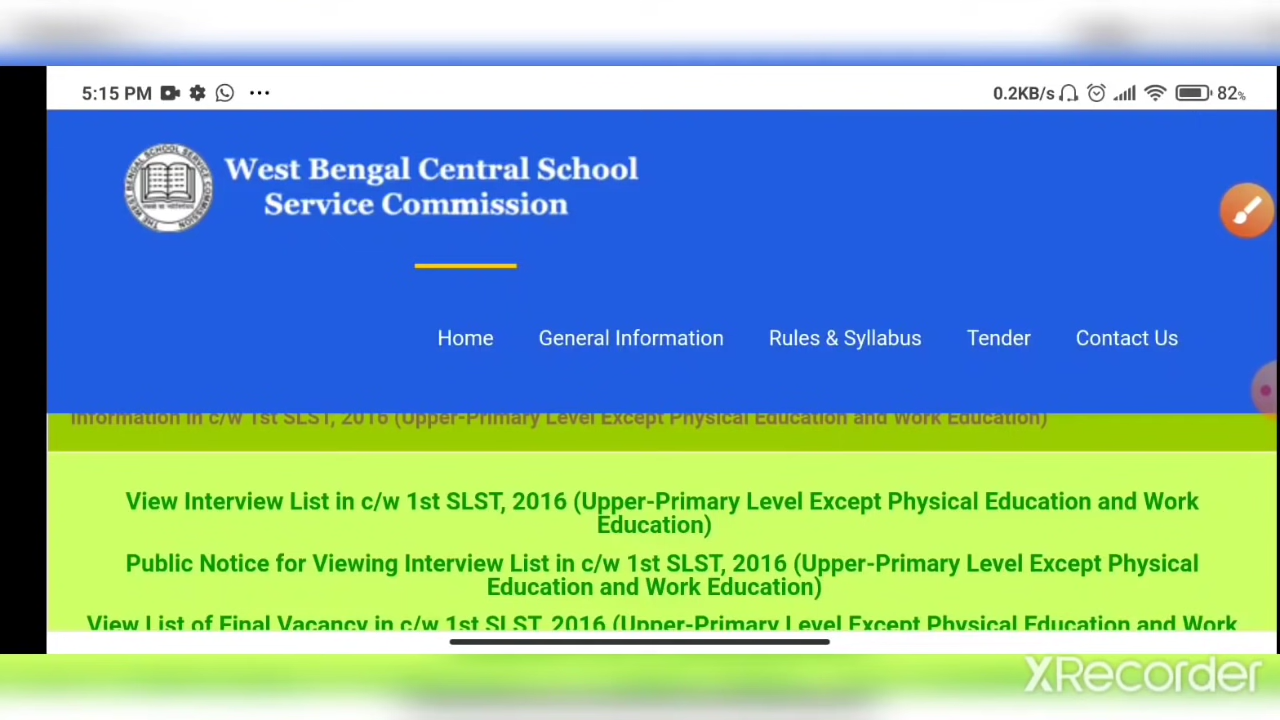 5:15 PM
0.2KB/s 82%
West Bengal Central School
Service Commission
Home General Information Rules & Syllabus Tender Contact Us
Information in c/w 1st SLST, 2016 (Upper-Primary Level Except Physical Education and Work Education)
View Interview List in c/w 1st SLST, 2016 (Upper-Primary Level Except Physical Education and Work
Education)
Public Notice for Viewing Interview List in c/w 1st SLST, 2016 (Upper-Primary Level Except Physical
Education and Work Education)
View List of Final Vacancy in c/w 1st SLST, 2016 (Upper-Primary Level Except Physical Education and Work
XRecorder